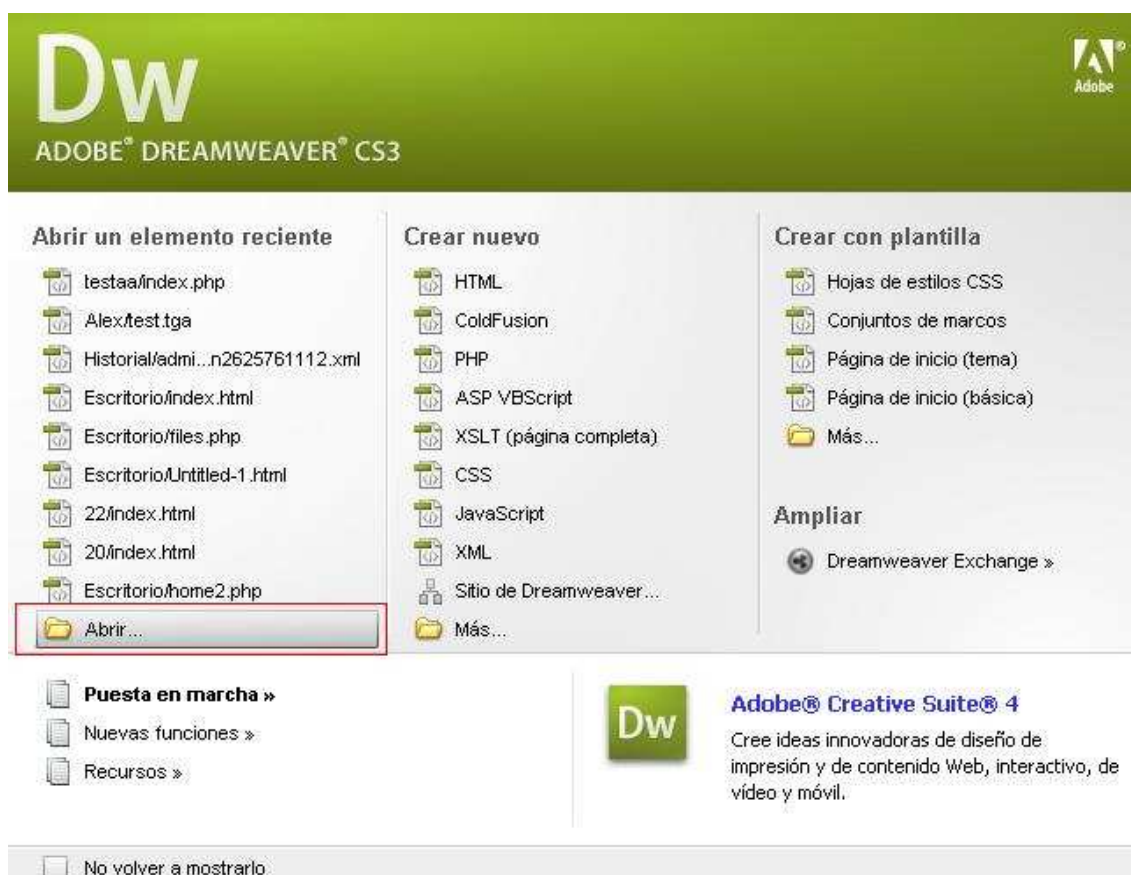 Dw
ADOBE® DREAMWEAVER® CS3
Adobe®
Abrir un elemento reciente
testaa/index.php
Alex/test.tga
Historial/admi...n2625761112.xml
Escritorio/index.html
Escritorio/files.php
Escritorio/Untitled-1.html
22/index.html
20/index.html
Escritorio/home2.php
Abrir...
Crear nuevo
HTML
ColdFusion
PHP
ASP VBScript
XSLT (página completa)
CSS
JavaScript
XML
Sitio de Dreamweaver...
Más...
Crear con plantilla
Hojas de estilos CSS
Conjuntos de marcos
Página de inicio (tema)
Página de inicio (básica)
Más...
Ampliar
Dreamweaver Exchange »
Puesta en marcha »
Nuevas funciones »
Recursos »
Dw
Adobe® Creative Suite® 4
Cree ideas innovadoras de diseño de
impresión y de contenido Web, interactivo, de
vídeo y móvil.
No volver a mostrarlo